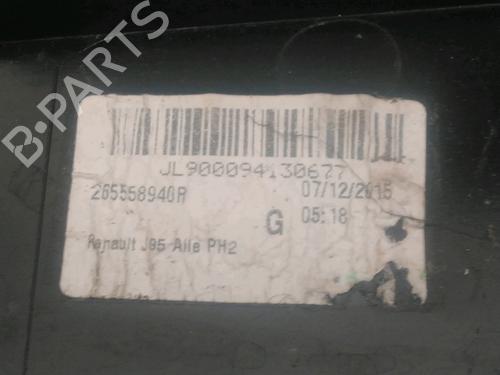 JL900094130677
265558940R
07/12/2015
G
05:18
Renault J95 Aile PH2
B-PARTS